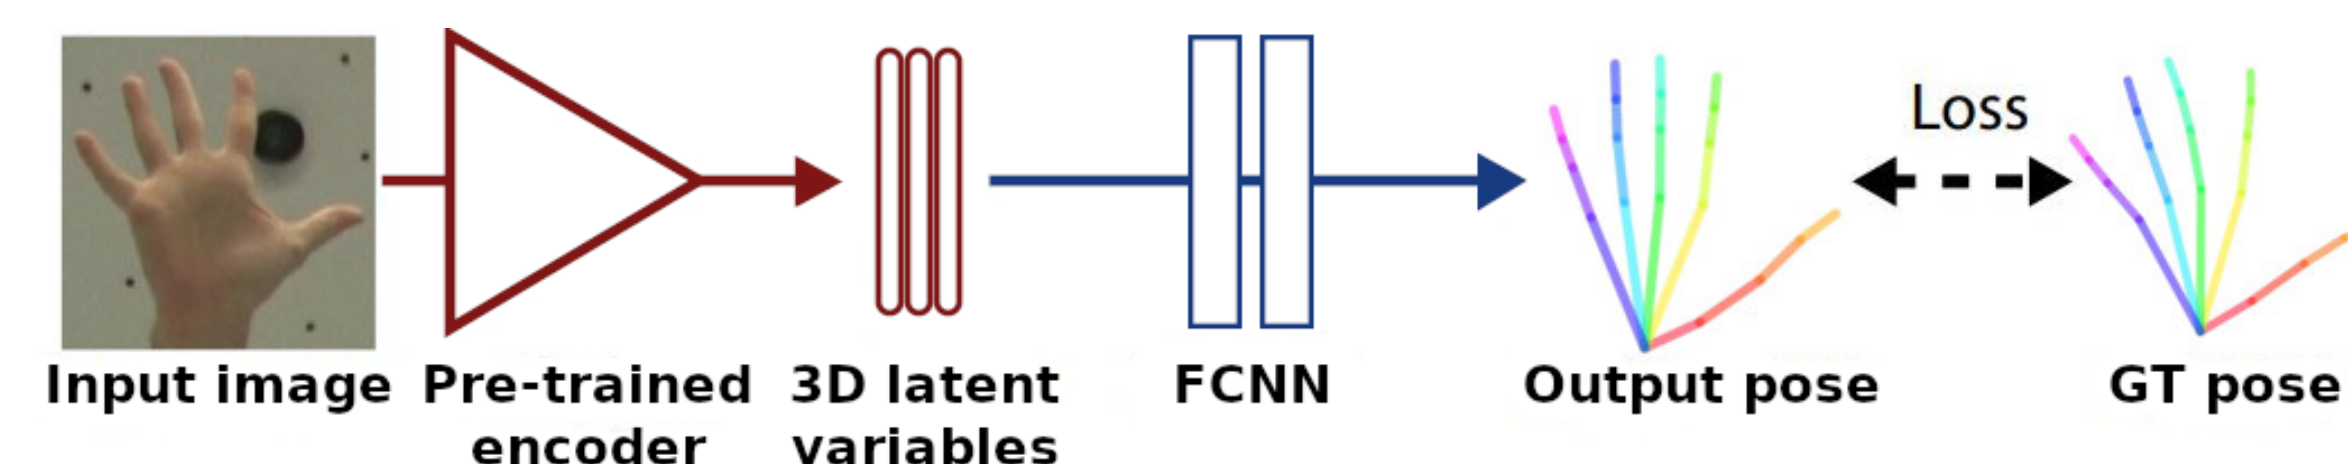 Loss
Input image
Pre-trained
encoder
3D latent
variables
FCNN
Output pose
GT pose